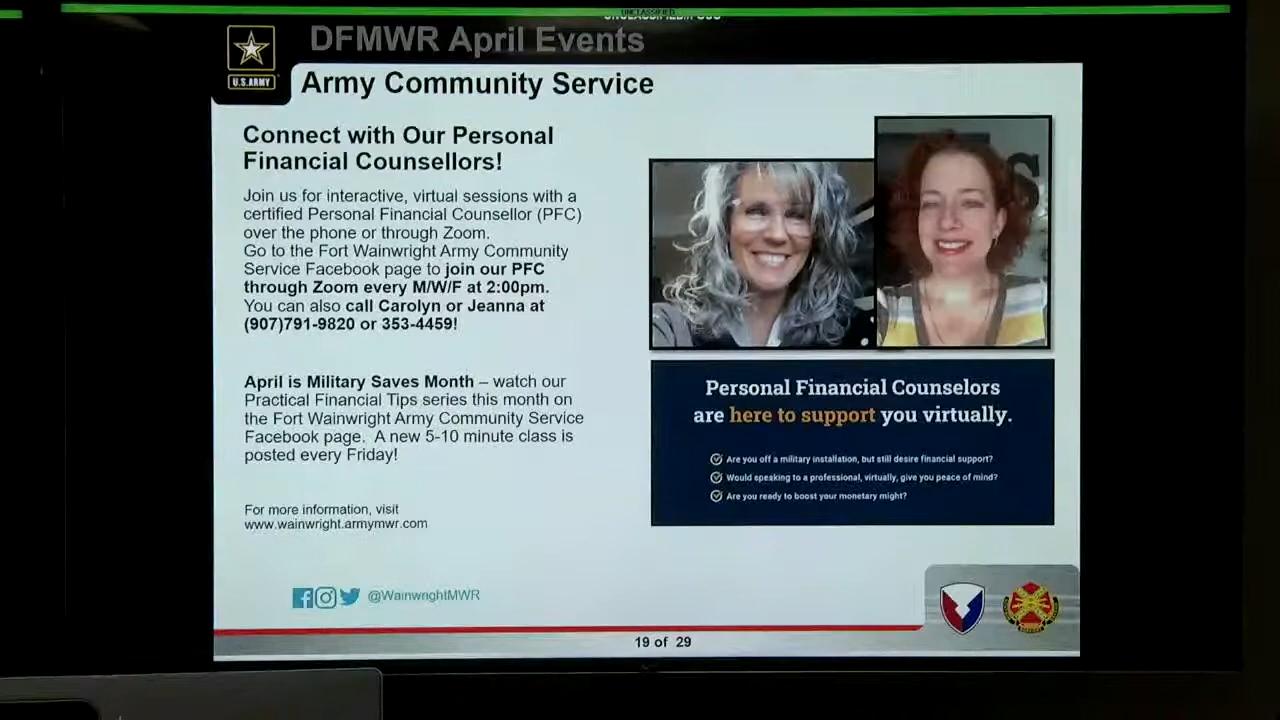 UNCLASSIFIED
DFMWR April Events
U.S.ARMY
Army Community Service
Connect with Our Personal
Financial Counsellors!
Join us for interactive, virtual sessions with a
certified Personal Financial Counsellor (PFC)
over the phone or through Zoom.
Go to the Fort Wainwright Army Community
Service Facebook page to join our PFC
through Zoom every M/W/F at 2:00pm.
You can also call Carolyn or Jeanna at
(907)791-9820 or 353-4459!
April is Military Saves Month – watch our
Practical Financial Tips series this month on
the Fort Wainwright Army Community Service
Facebook page.  A new 5-10 minute class is
posted every Friday!
For more information, visit
www.wainwright.armymwr.com
@WainwrightMWR
S
Personal Financial Counselors
are here to support you virtually.
Are you off a military installation, but still desire financial support?
Would speaking to a professional, virtually, give you peace of mind?
Are you ready to boost your monetary might?
19 of 29